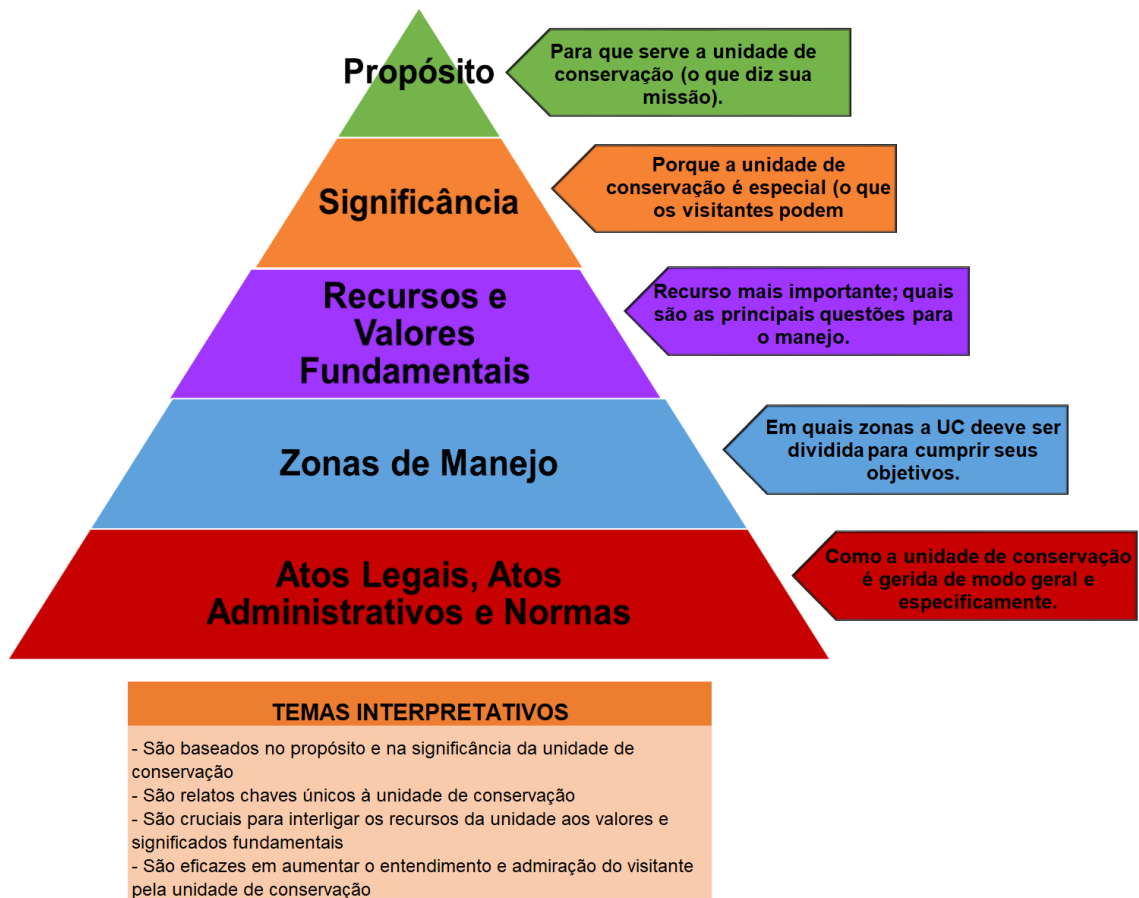 Propósito
Para que serve a unidade de
conservação (o que diz sua
missão).
Significância
Porque a unidade de
conservação é especial (o que
os visitantes podem
Recursos e
Valores
Fundamentais
Recurso mais importante; quais
são as principais questões para
o manejo.
Zonas de Manejo
Em quais zonas a UC deeve ser
dividida para cumprir seus
objetivos.
Atos Legais, Atos
Administrativos e Normas
Como a unidade de conservação
é gerida de modo geral e
especificamente.
TEMAS INTERPRETATIVOS
- São baseados no propósito e na significância da unidade de
conservação
- São relatos chaves únicos à unidade de conservação
- São cruciais para interligar os recursos da unidade aos valores e
significados fundamentais
- São eficazes em aumentar o entendimento e admiração do visitante
pela unidade de conservação